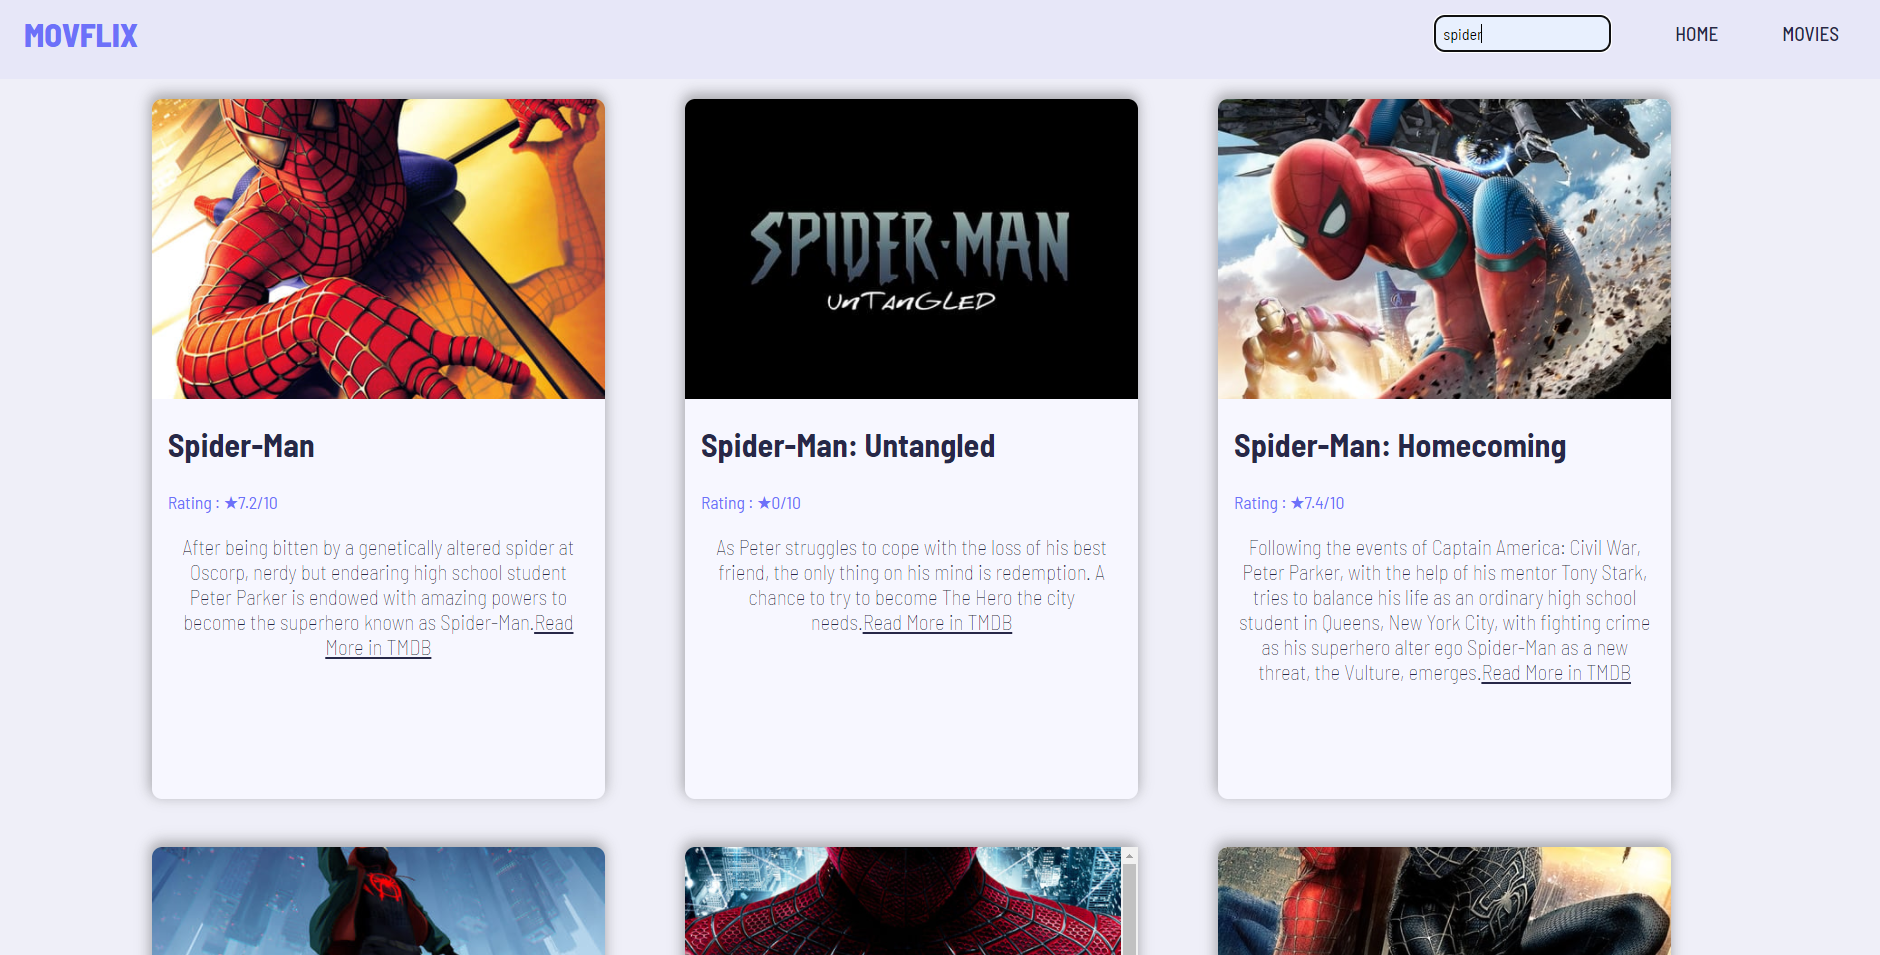 MOVFLIX
spider
HOME
MOVIES
SPIDER-MAN
UNTANGLED
Spider-Man
Rating : ★7.2/10
After being bitten by a genetically altered spider at
Oscorp, nerdy but endearing high school student
Peter Parker is endowed with amazing powers to
become the superhero known as Spider-Man.Read
More in TMDB
Spider-Man: Untangled
Rating : ★0/10
As Peter struggles to cope with the loss of his best
friend, the only thing on his mind is redemption. A
chance to try to become The Hero the city
needs.Read More in TMDB
Spider-Man: Homecoming
Rating : ★7.4/10
Following the events of Captain America: Civil War,
Peter Parker, with the help of his mentor Tony Stark,
tries to balance his life as an ordinary high school
student in Queens, New York City, with fighting crime
as his superhero alter ego Spider-Man as a new
threat, the Vulture, emerges.Read More in TMDB